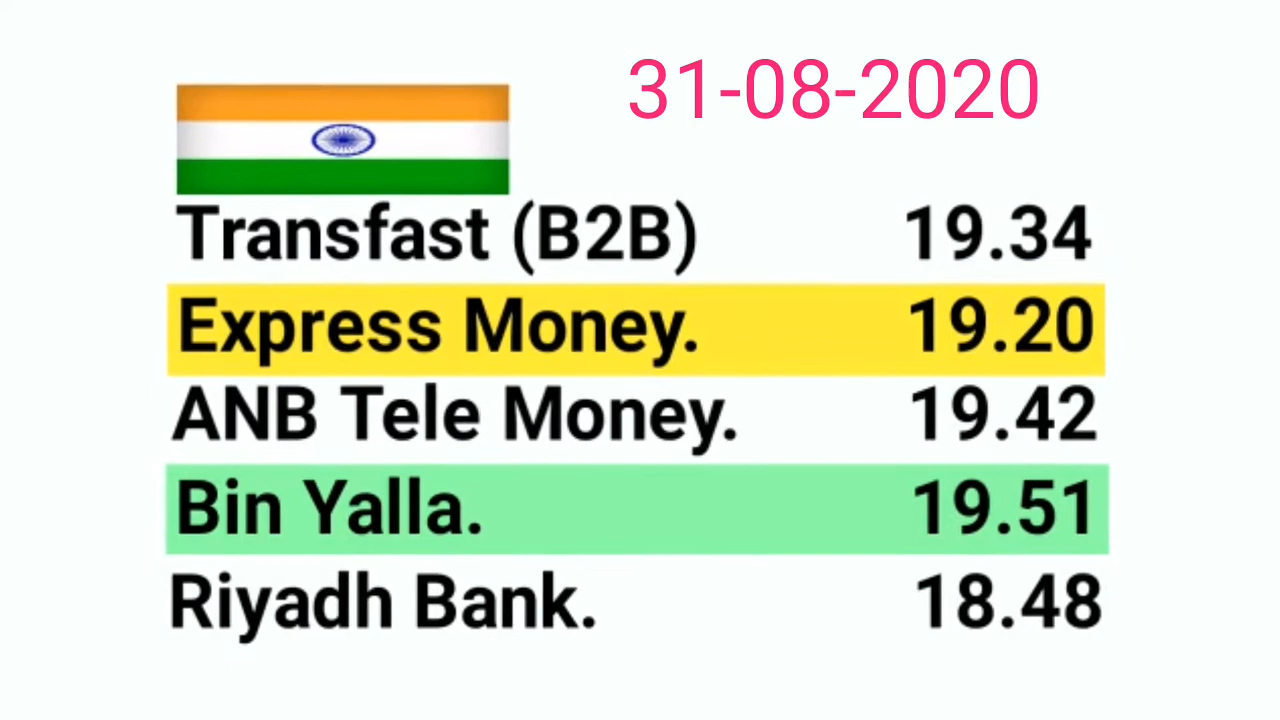 31-08-2020
Transfast (B2B) 19.34
Express Money. 19.20
ANB Tele Money. 19.42
Bin Yalla. 19.51
Riyadh Bank. 18.48